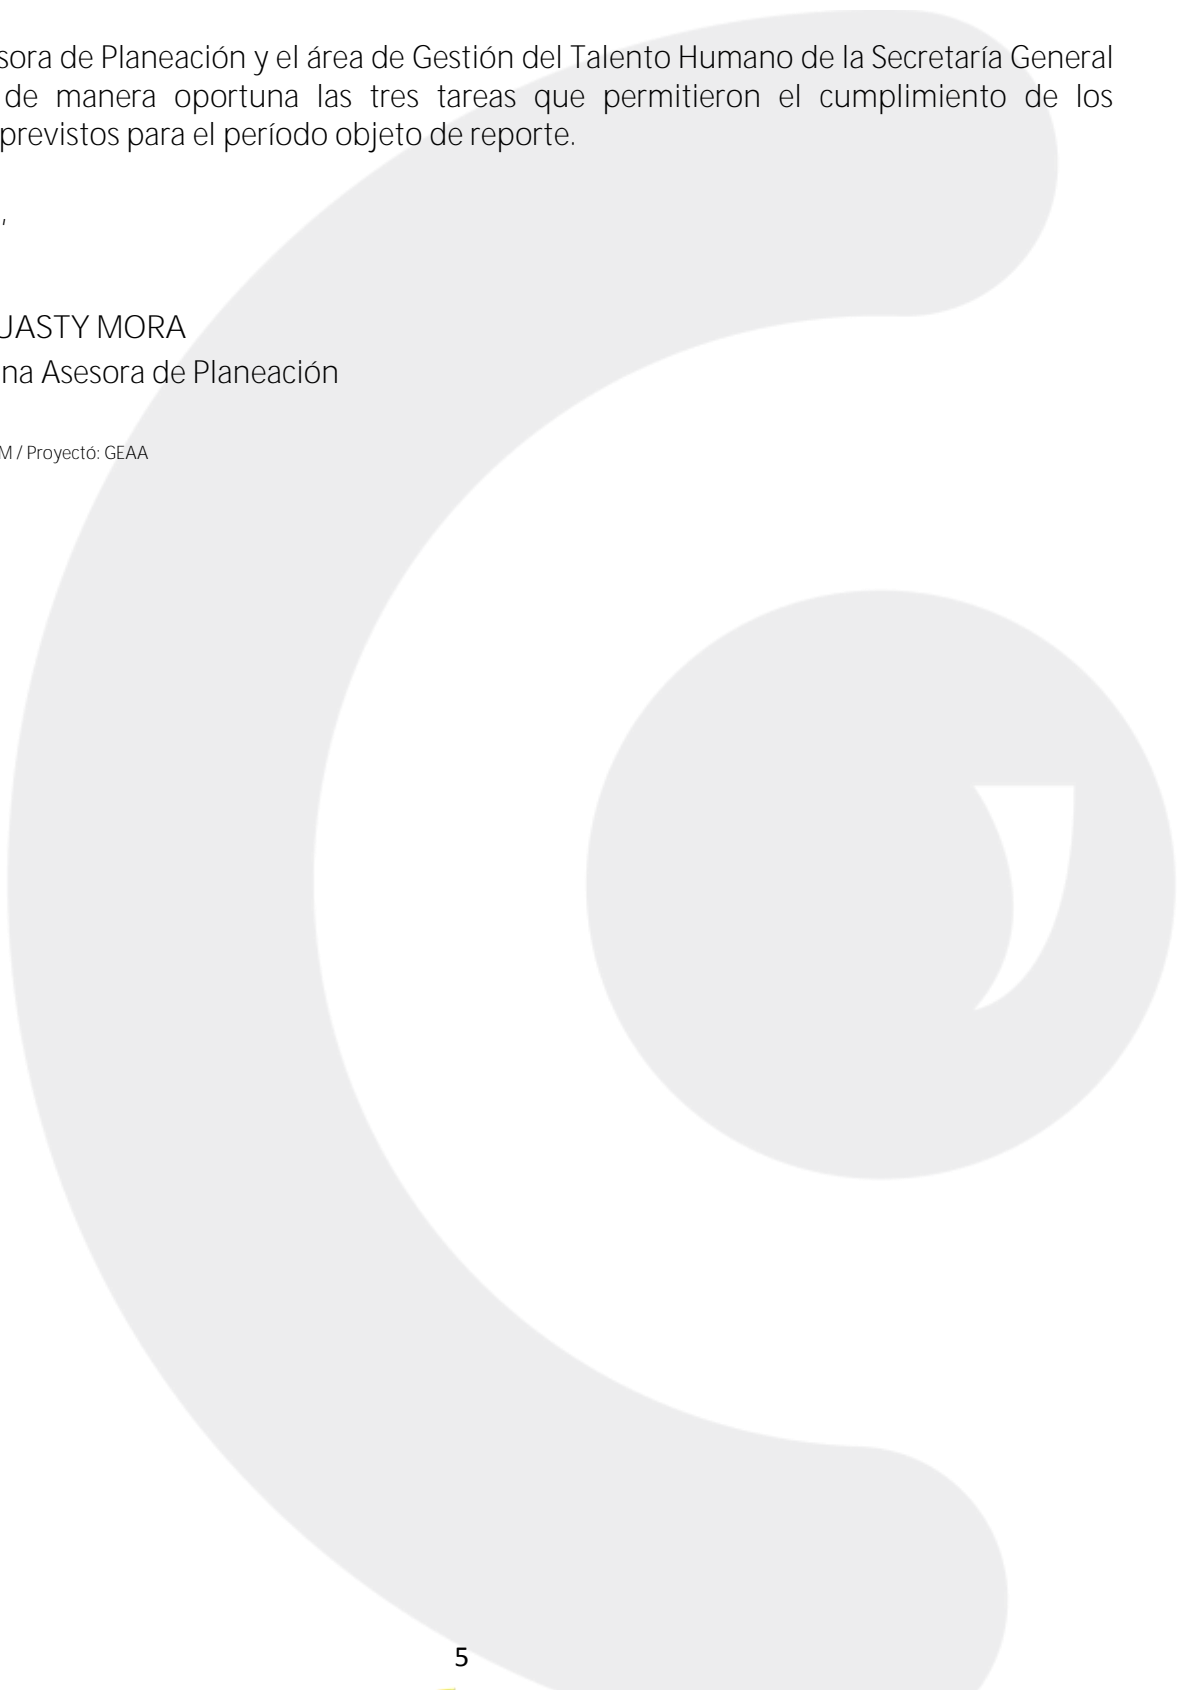 sora de Planeación y el área de Gestión del Talento Humano de la Secretaría General
de manera oportuna las tres tareas que permitieron el cumplimiento de los
previstos para el período objeto de reporte.
,
UASTY MORA
na Asesora de Planeación
M / Proyectó: GEAA
5